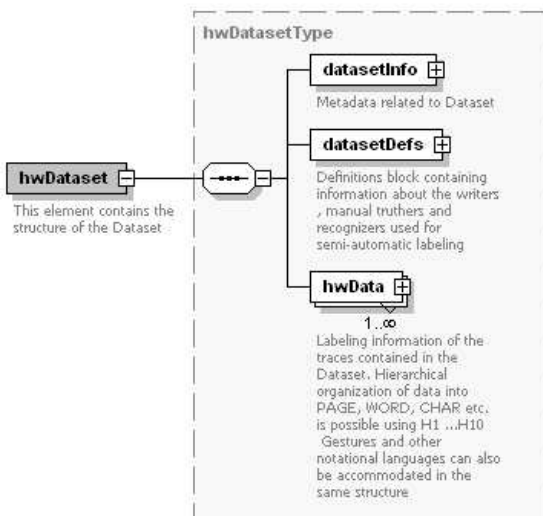 hwDatasetType
datasetInfo
Metadata related to Dataset
datasetDefs
Definitions block containing
information about the writers
, manual truthers and
recognizers used for
semi-automatic labeling
hwDataset
This element contains the
structure of the Dataset
hwData
1..∞
Labeling information of the
traces contained in the
Dataset. Hierarchical
organization of data into
PAGE, WORD, CHAR etc.
is possible using H1 ...H10
Gestures and other
notational languages can also
be accommodated in the
same structure